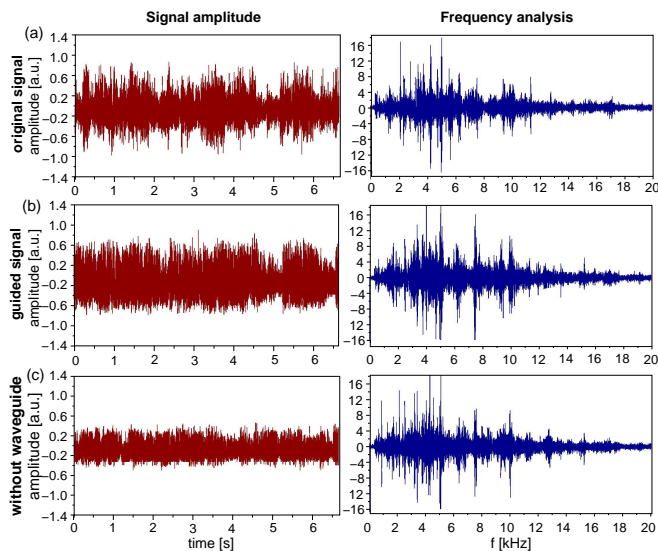 Signal amplitude
Frequency analysis
(a)
original signal
amplitude [a.u.]
1.4
1.0
0.6
0.2
−0.2
−0.6
−1.0
−1.4
0 1 2 3 4 5 6
16
12
8
4
0
−4
−8
−12
−16
0 2 4 6 8 10 12 14 16 18 20
(b)
guided signal
amplitude [a.u.]
1.4
1.0
0.6
0.2
−0.2
−0.6
−1.0
−1.4
0 1 2 3 4 5 6
16
12
8
4
0
−4
−8
−12
−16
0 2 4 6 8 10 12 14 16 18 20
(c)
without waveguide
amplitude [a.u.]
1.4
1.0
0.6
0.2
−0.2
−0.6
−1.0
−1.4
0 1 2 3 4 5 6
time [s]
16
12
8
4
0
−4
−8
−12
−16
0 2 4 6 8 10 12 14 16 18 20
f [kHz]